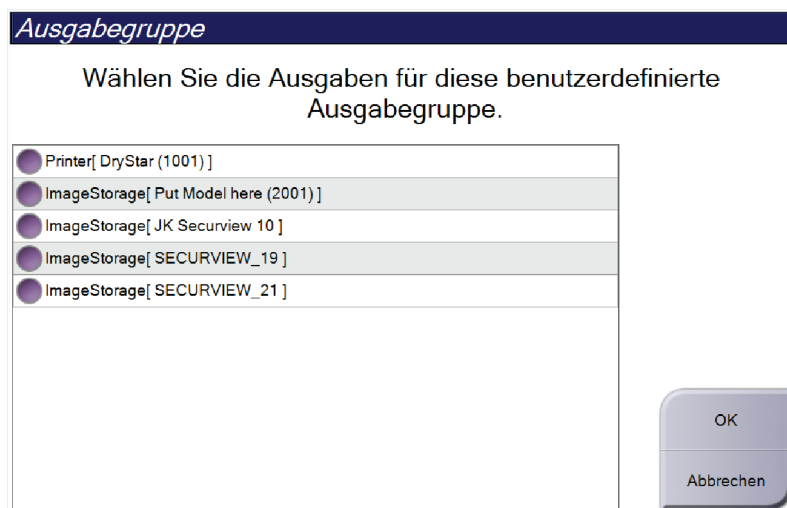 Ausgabegruppe
Wählen Sie die Ausgaben für diese benutzerdefinierte
Ausgabegruppe.
Printer[ DryStar (1001) ]
ImageStorage[ Put Model here (2001) ]
ImageStorage[ JK Securview 10 ]
ImageStorage[ SECURVIEW_19 ]
ImageStorage[ SECURVIEW_21 ]
OK
Abbrechen